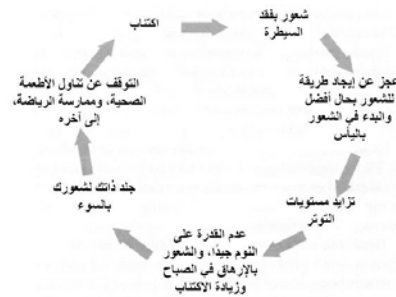 شعور بفقد
السيطرة
عجز عن إيجاد طريقة
للشعور بحال أفضل
والبدء في الشعور
باليأس
تزايد مستويات
التوتر
عدم القدرة على
النوم جيدًا، والشعور
بالإرهاق في الصباح
وزيادة الاكتئاب
جلد ذاتك لشعورك
بالسوء
التوقف عن تناول الأطعمة
الصحية، وممارسة الرياضة،
إلى آخره
اكتئاب